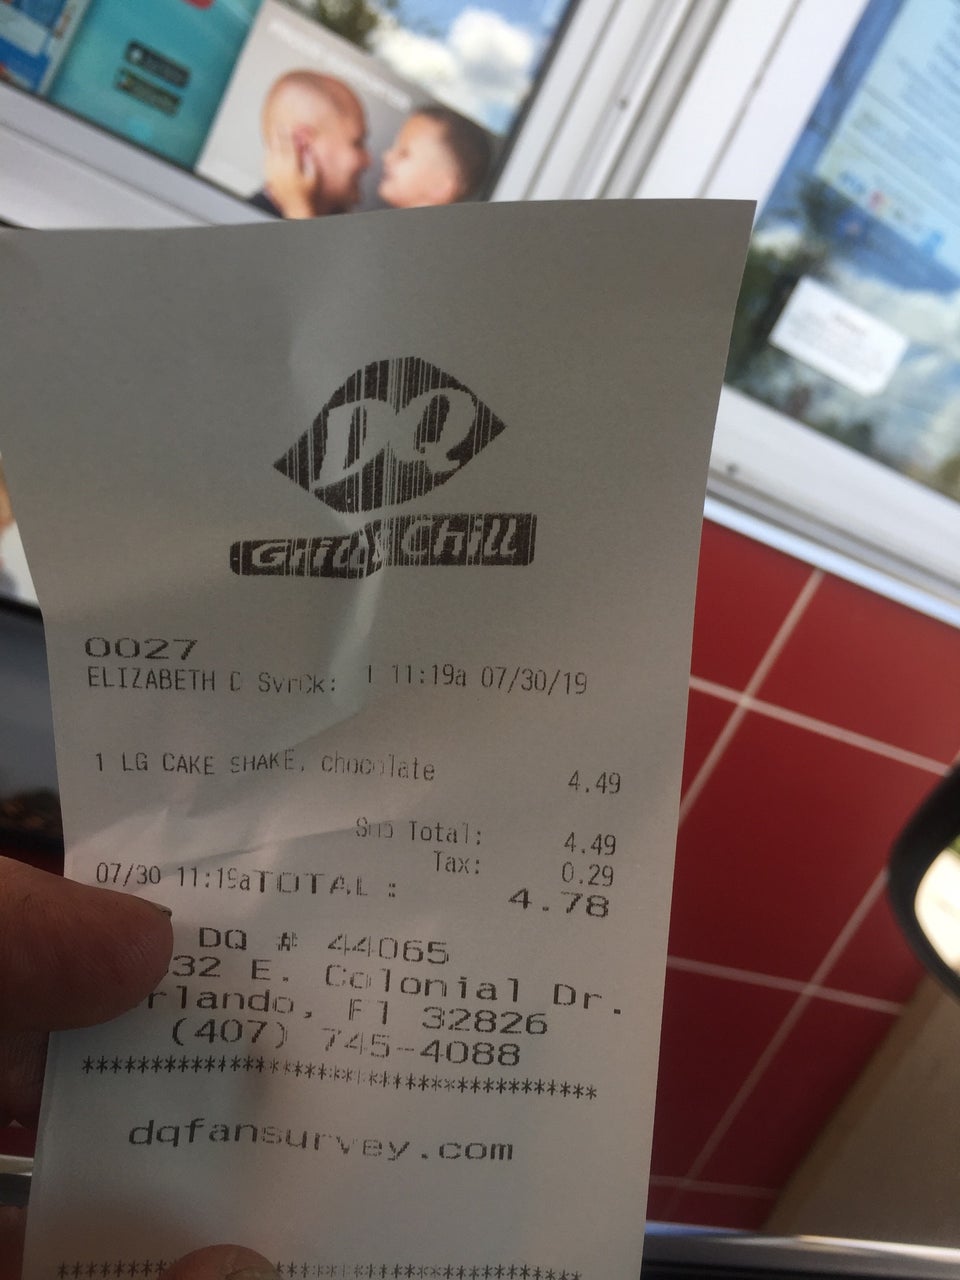 DQ
Grill & Chill
0027
ELIZABETH D SvrCk: 1 11:19a 07/30/19
1 LG CAKE SHAKE, chocolate 4.49
Sub Total: 4.49
Tax: 0.29
07/30 11:19a TOTAL : 4.78
DQ # 44065
32 E. Colonial Dr.
rlando, Fl 32826
(407) 745-4088
****************************************
dqfansurvey.com
****************************************